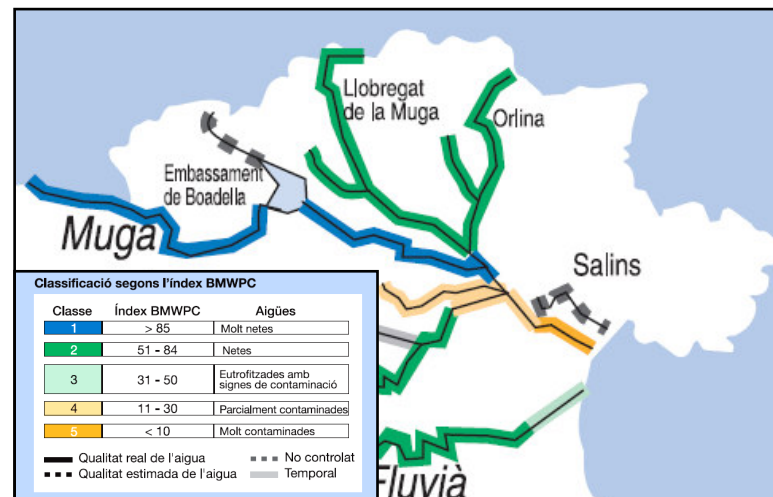 Llobregat
de la Muga
Orlina
Embassament
de Boadella
Muga
Salins
Classificació segons l'índex BMWPC
Classe Índex BMWPC Aigües
1 > 85 Molt netes
2 51 - 84 Netes
3 31 - 50 Eutrofitzades amb
signes de contaminació
4 11 - 30 Parcialment contaminades
5 < 10 Molt contaminades
Qualitat real de l'aigua No controlat
Qualitat estimada de l'aigua Temporal
Fluvià